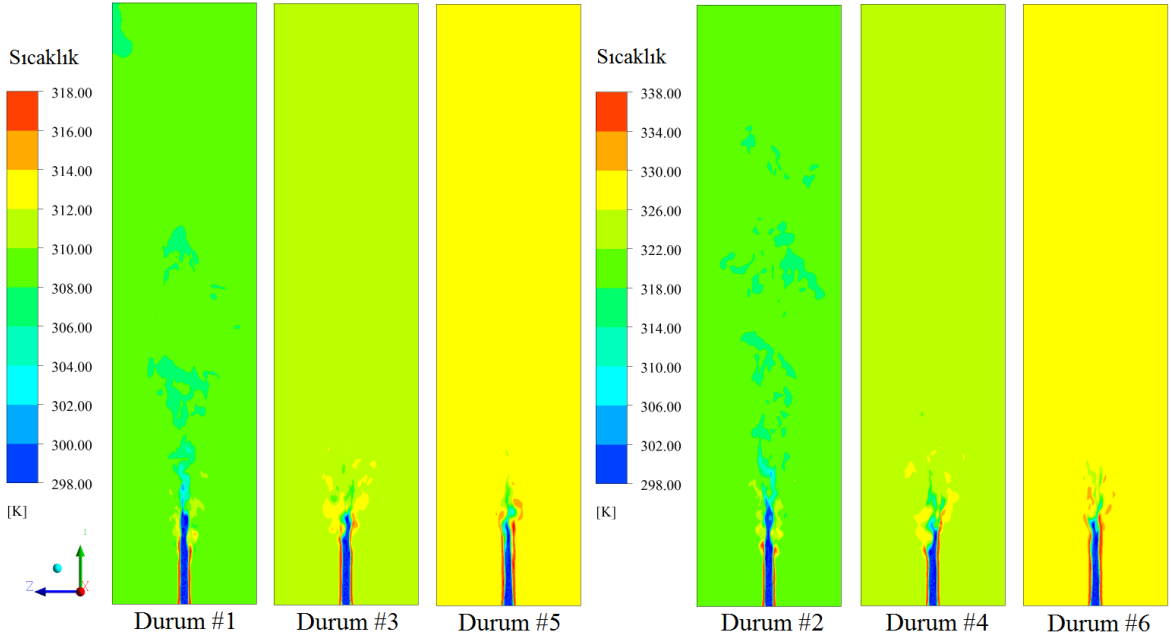 Sıcaklık
318.00
316.00
314.00
312.00
310.00
308.00
306.00
304.00
302.00
300.00
298.00
[K]
Z
X
Durum #1
Durum #3
Durum #5
Sıcaklık
338.00
334.00
330.00
326.00
322.00
318.00
314.00
310.00
306.00
302.00
298.00
[K]
Durum #2
Durum #4
Durum #6